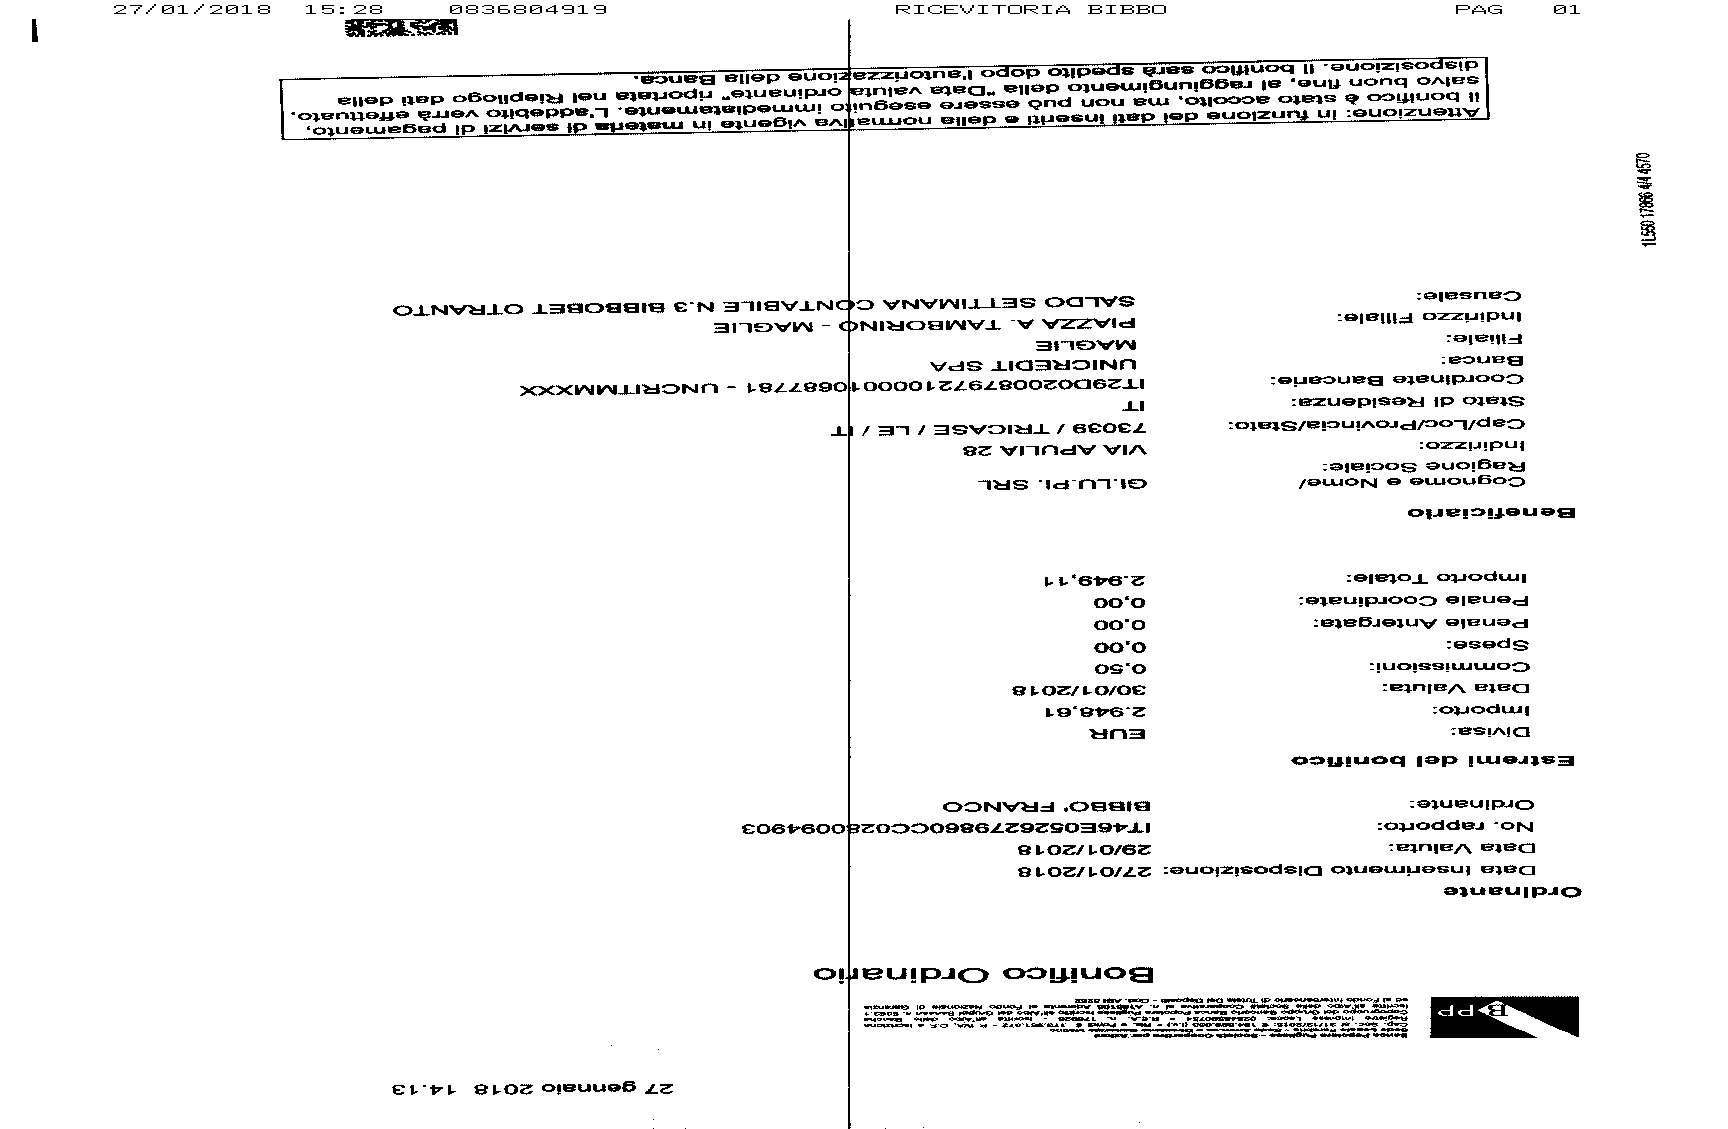 27/01/2018 15:28 0836804919 RICEVITORIA BIBBO PAG 01
27 gennaio 2018 14.13
BPP
Bonifico Ordinario
Ordinante
Data Inserimento Disposizione: 27/01/2018
Data Valuta: 29/01/2018
No. rapporto: IT46E0526279860CC0280094903
Ordinante: BIBBO' FRANCO
Estremi del bonifico
Divisa: EUR
Importo: 2.948,61
Data Valuta: 30/01/2018
Commissioni: 0,50
Spese: 0,00
Penale Antergate: 0,00
Penale Coordinate: 0,00
Importo Totale: 2.949,11
Beneficiario
Cognome e Nome/ GI.LU.PI. SRL
Ragione Sociale:
Indirizzo: VIA APULIA 28
Cap/Loc/Provincia/Stato: 73039 / TRICASE / LE / IT
Stato di Residenza: IT
Coordinate Bancarie: IT29D0200879721000010687781 - UNCRITMMXXX
Banca: UNICREDIT SPA
Filiale: MAGLIE
Indirizzo Filiale: PIAZZA A. TAMBORINO - MAGLIE
Causale: SALDO SETTIMANA CONTABILE N.3 BIBBOBET OTRANTO
1L550 17866 4/4 4570
Attenzione: in funzione dei dati inseriti e della normativa vigente in materia di servizi di pagamento,
il bonifico è stato accolto, ma non può essere eseguito immediatamente. L'addebito verrà effettuato,
salvo buon fine, al raggiungimento della "Data valuta ordinante" riportata nel Riepilogo dati della
disposizione. Il bonifico sarà spedito dopo l'autorizzazione della Banca.